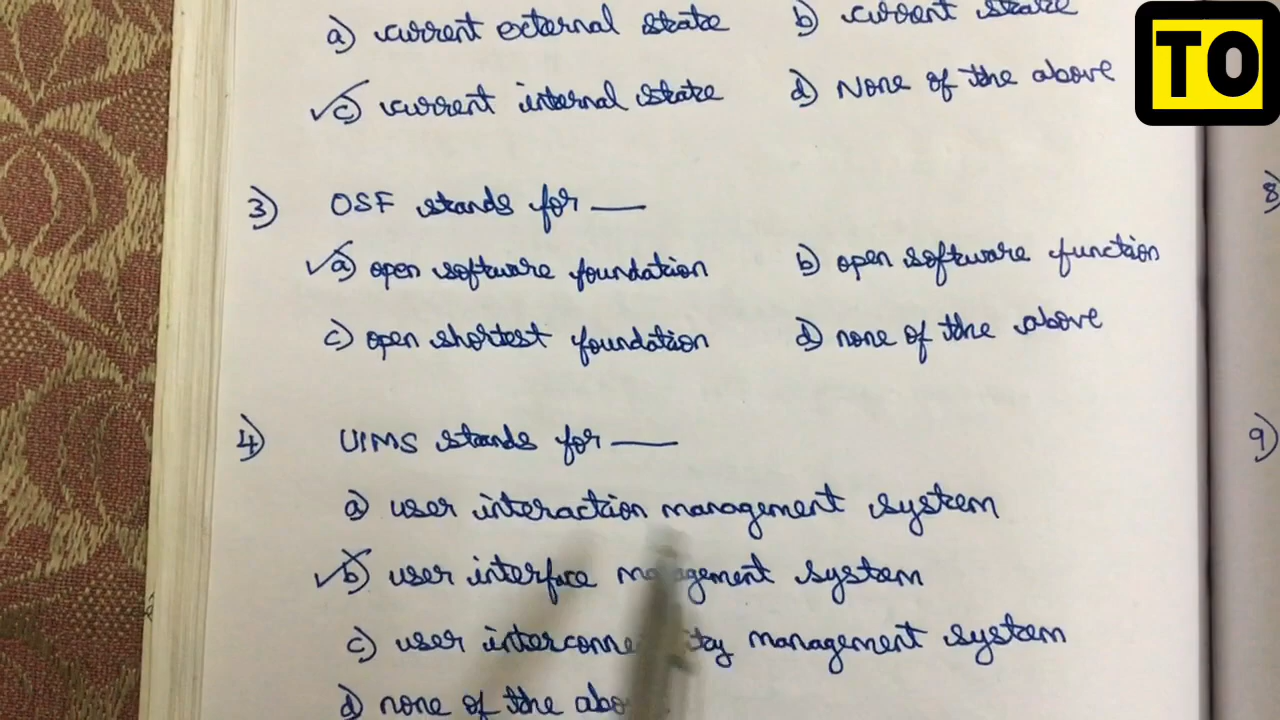 a) current external state b) current state
c) current internal state d) None of the above
3) OSF stands for —
a) open software foundation b) open software function
c) open shortest foundation d) none of the above
4) UIMS stands for —
a) user interaction management system
b) user interface management system
c) user management system
d) none of the
8)
9)
TO